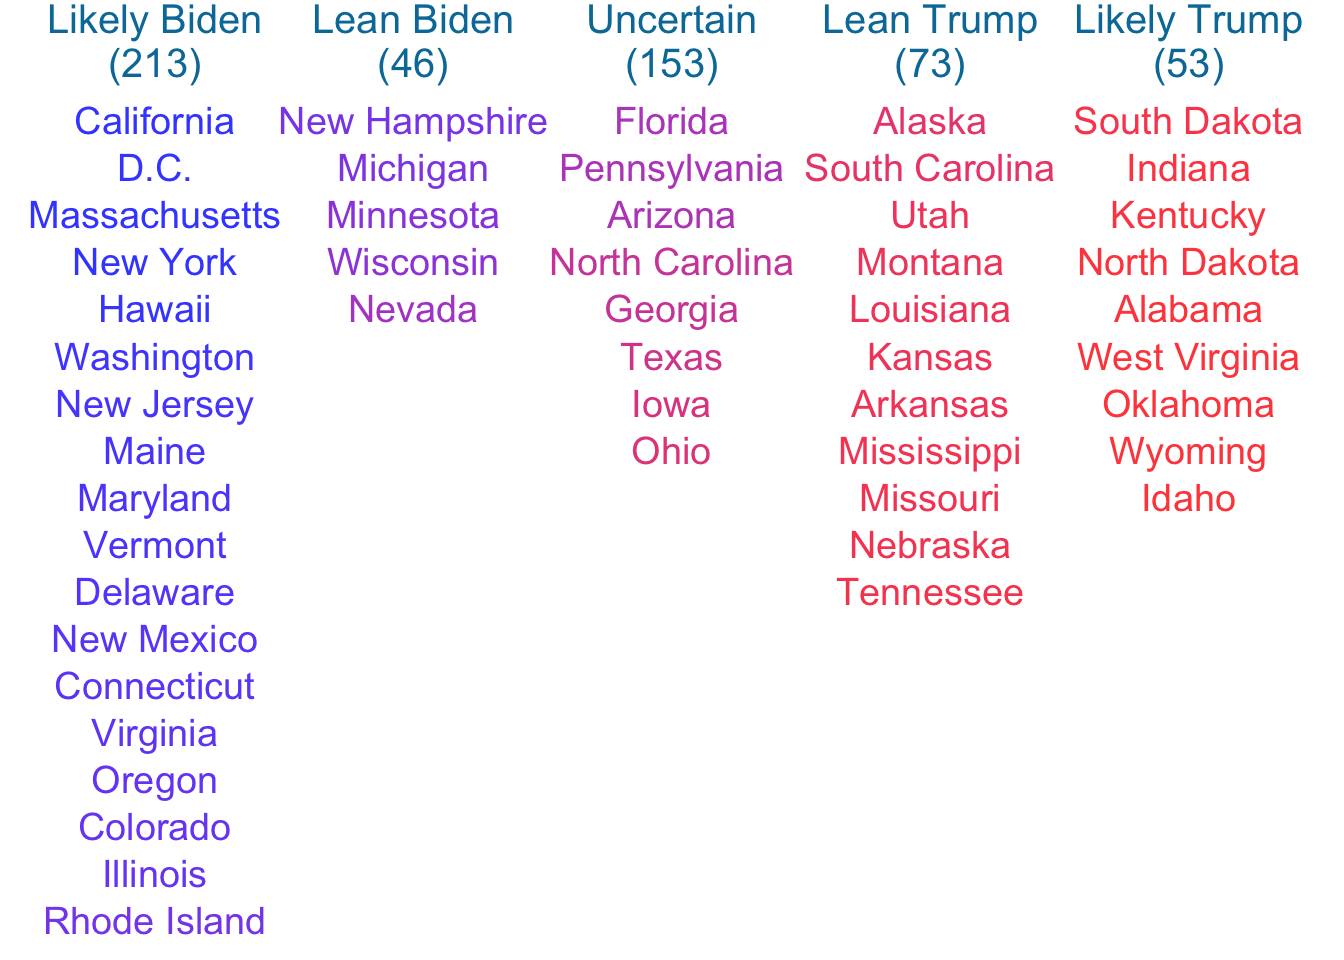 Likely Biden
(213)
California
D.C.
Massachusetts
New York
Hawaii
Washington
New Jersey
Maine
Maryland
Vermont
Delaware
New Mexico
Connecticut
Virginia
Oregon
Colorado
Illinois
Rhode Island
Lean Biden
(46)
New Hampshire
Michigan
Minnesota
Wisconsin
Nevada
Uncertain
(153)
Florida
Pennsylvania
Arizona
North Carolina
Georgia
Texas
Iowa
Ohio
Lean Trump
(73)
Alaska
South Carolina
Utah
Montana
Louisiana
Kansas
Arkansas
Mississippi
Missouri
Nebraska
Tennessee
Likely Trump
(53)
South Dakota
Indiana
Kentucky
North Dakota
Alabama
West Virginia
Oklahoma
Wyoming
Idaho